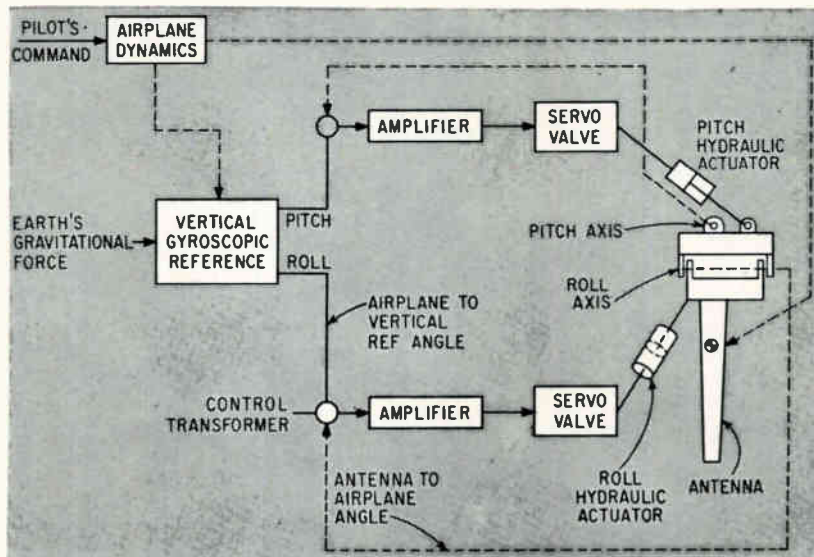 PILOT'S
COMMAND
AIRPLANE
DYNAMICS
AMPLIFIER
SERVO
VALVE
PITCH
HYDRAULIC
ACTUATOR
EARTH'S
GRAVITATIONAL
FORCE
VERTICAL
GYROSCOPIC
REFERENCE
PITCH
ROLL
PITCH AXIS
ROLL
AXIS
AIRPLANE TO
VERTICAL
REF ANGLE
CONTROL
TRANSFORMER
AMPLIFIER
SERVO
VALVE
ANTENNA TO
AIRPLANE
ANGLE
ROLL
HYDRAULIC
ACTUATOR
ANTENNA